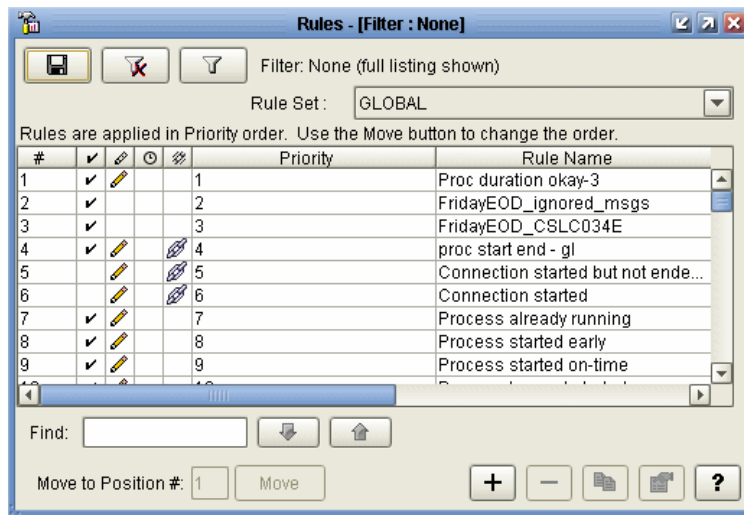 Rules - [Filter : None]
Filter: None (full listing shown)
Rule Set : GLOBAL
Rules are applied in Priority order. Use the Move button to change the order.
# Priority Rule Name
1 1 Proc duration okay-3
2 2 FridayEOD_ignored_msgs
3 3 FridayEOD_CSLC034E
4 4 proc start end - gl
5 5 Connection started but not ende...
6 6 Connection started
7 7 Process already running
8 8 Process started early
9 9 Process started on-time
Find:
Move to Position #: 1 Move
+ − ?